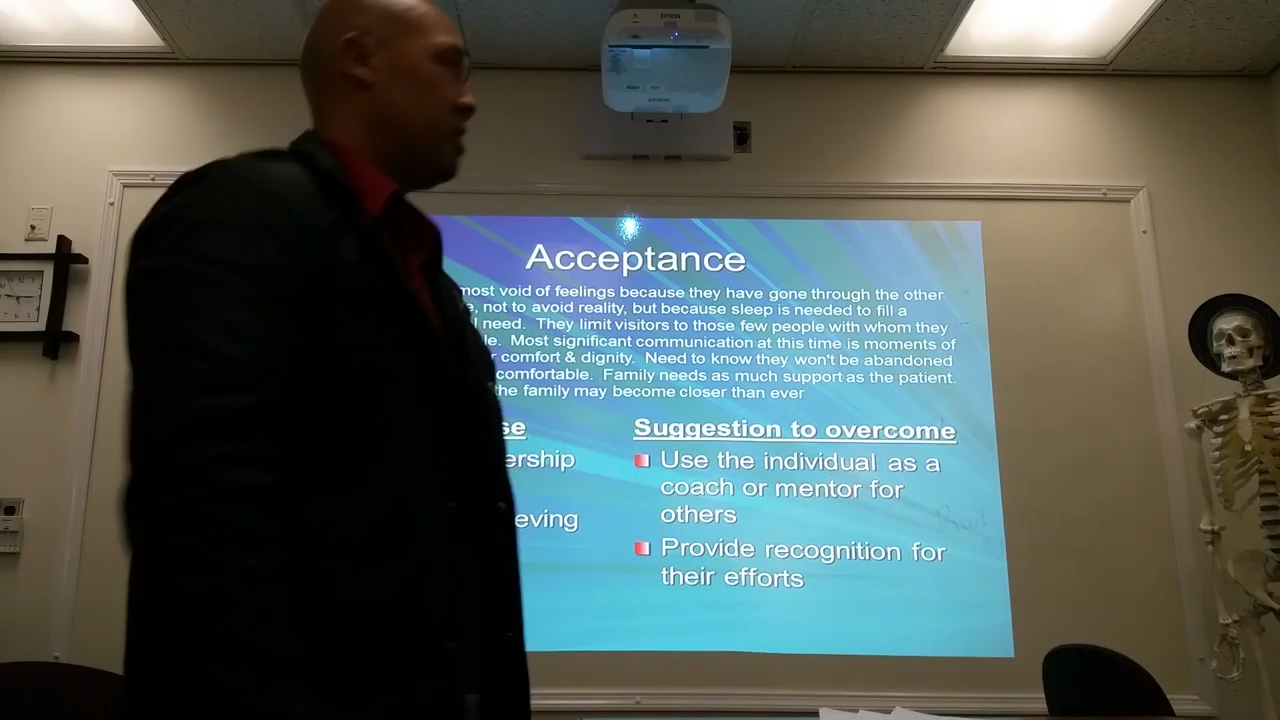 EPSON
EPSON
Acceptance
most void of feelings because they have gone through the other
, not to avoid reality, but because sleep is needed to fill a
need. They limit visitors to those few people with whom they
Most significant communication at this time is moments of
comfort & dignity. Need to know they won't be abandoned
comfortable. Family needs as much support as the patient.
the family may become closer than ever
Suggestion to overcome
Use the individual as a
coach or mentor for
others
Provide recognition for
their efforts